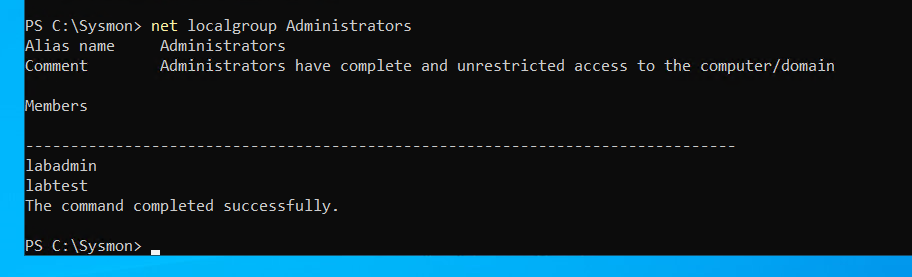 PS C:\Sysmon> net localgroup Administrators
Alias name     Administrators
Comment        Administrators have complete and unrestricted access to the computer/domain
Members
-------------------------------------------------------------------------------
labadmin
labtest
The command completed successfully.
PS C:\Sysmon>